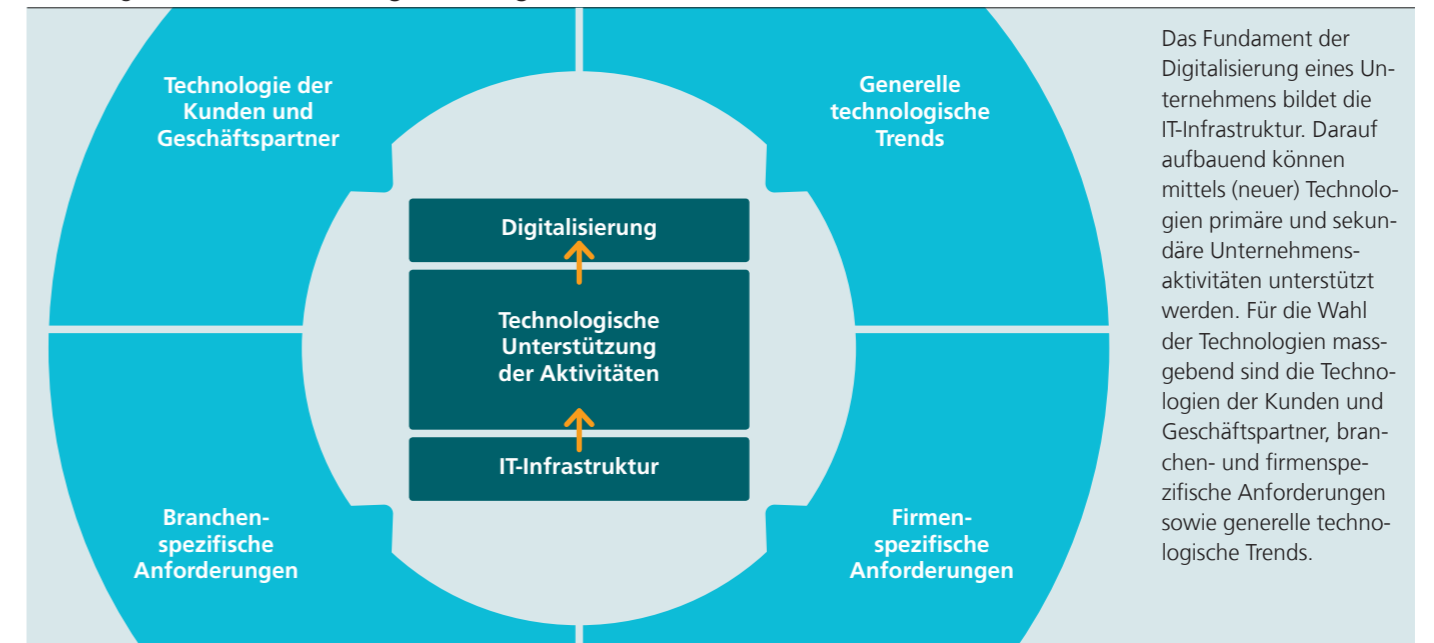 Technologie der
Kunden und
Geschäftspartner
Generelle
technologische
Trends
Digitalisierung
Technologische
Unterstützung
der Aktivitäten
IT-Infrastruktur
Branchen-
spezifische
Anforderungen
Firmen-
spezifische
Anforderungen
Das Fundament der
Digitalisierung eines Un-
ternehmens bildet die
IT-Infrastruktur. Darauf
aufbauend können
mittels (neuer) Technolo-
gien primäre und sekun-
däre Unternehmens-
aktivitäten unterstützt
werden. Für die Wahl
der Technologien mass-
gebend sind die Techno-
logien der Kunden und
Geschäftspartner, bran-
chen- und firmenspe-
zifische Anforderungen
sowie generelle techno-
logische Trends.